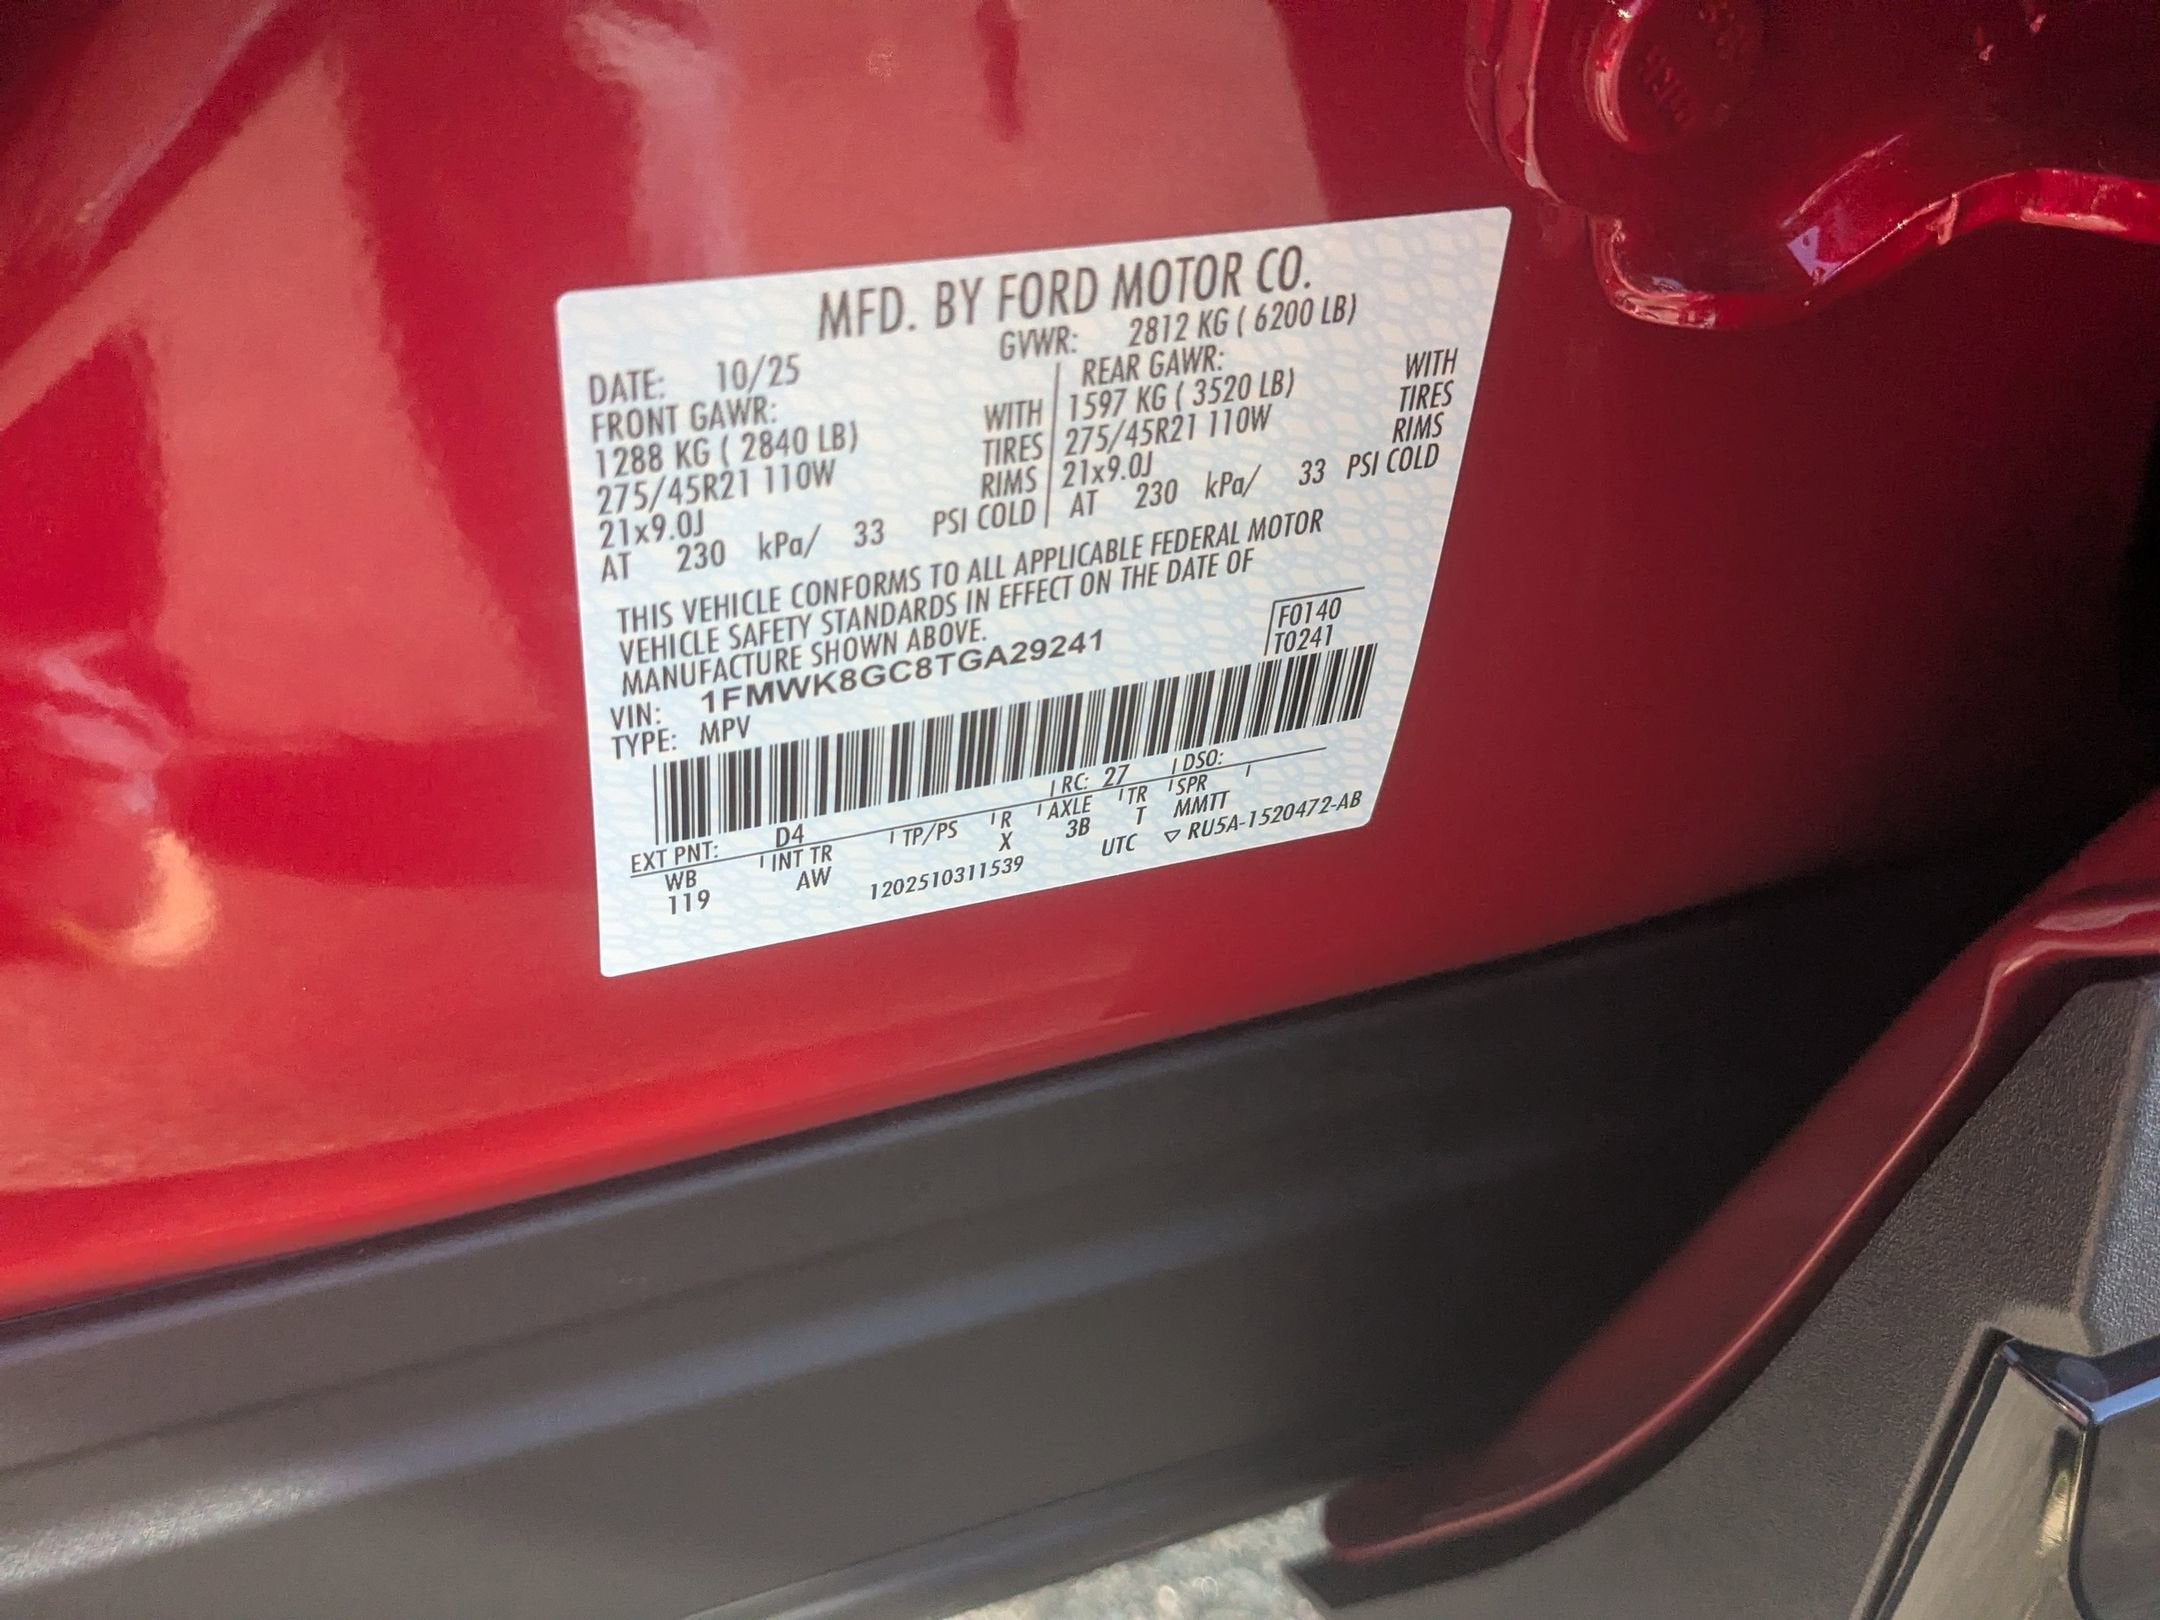 MFD. BY FORD MOTOR CO.
DATE: 10/25 GVWR: 2812 KG ( 6200 LB)
FRONT GAWR: REAR GAWR:
1288 KG ( 2840 LB) WITH 1597 KG ( 3520 LB) WITH
275/45R21 110W TIRES 275/45R21 110W TIRES
21x9.0J RIMS 21x9.0J RIMS
AT 230 kPa/ 33 PSI COLD AT 230 kPa/ 33 PSI COLD
THIS VEHICLE CONFORMS TO ALL APPLICABLE FEDERAL MOTOR
VEHICLE SAFETY STANDARDS IN EFFECT ON THE DATE OF
MANUFACTURE SHOWN ABOVE.
F0140
T0241
VIN: 1FMWK8GC8TGA29241
TYPE: MPV
EXT PNT: D4 RC: 27 DSO:
WB INT TR TP/PS R AXLE TR SPR
119 AW X 3B T MMTT
1202510311539 UTC ▽ RU5A-1520472-AB